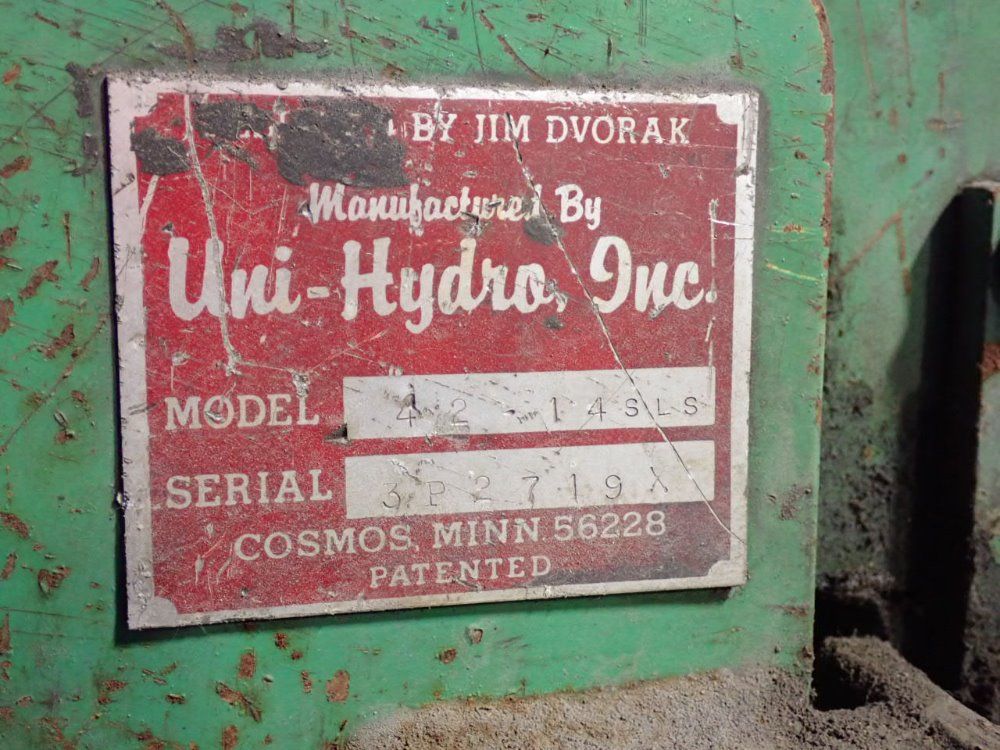 BY JIM DVORAK
Manufactured By
Uni-Hydro, Inc.
MODEL 42-14SLS
SERIAL 3P2719X
COSMOS, MINN 56228
PATENTED